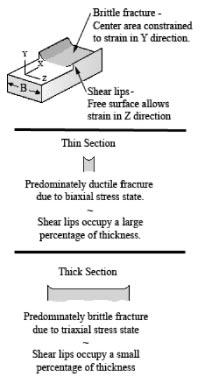 Brittle fracture -
Center area constrained
to strain in Y direction.
Y
X
Z
B
Shear lips-
Free surface allows
strain in Z direction
Thin Section
Predominately ductile fracture
due to biaxial stress state.
~
Shear lips occupy a large
percentage of thickness.
Thick Section
Predominately brittle fracture
due to triaxial stress state
~
Shear lips occupy a small
percentage of thickness